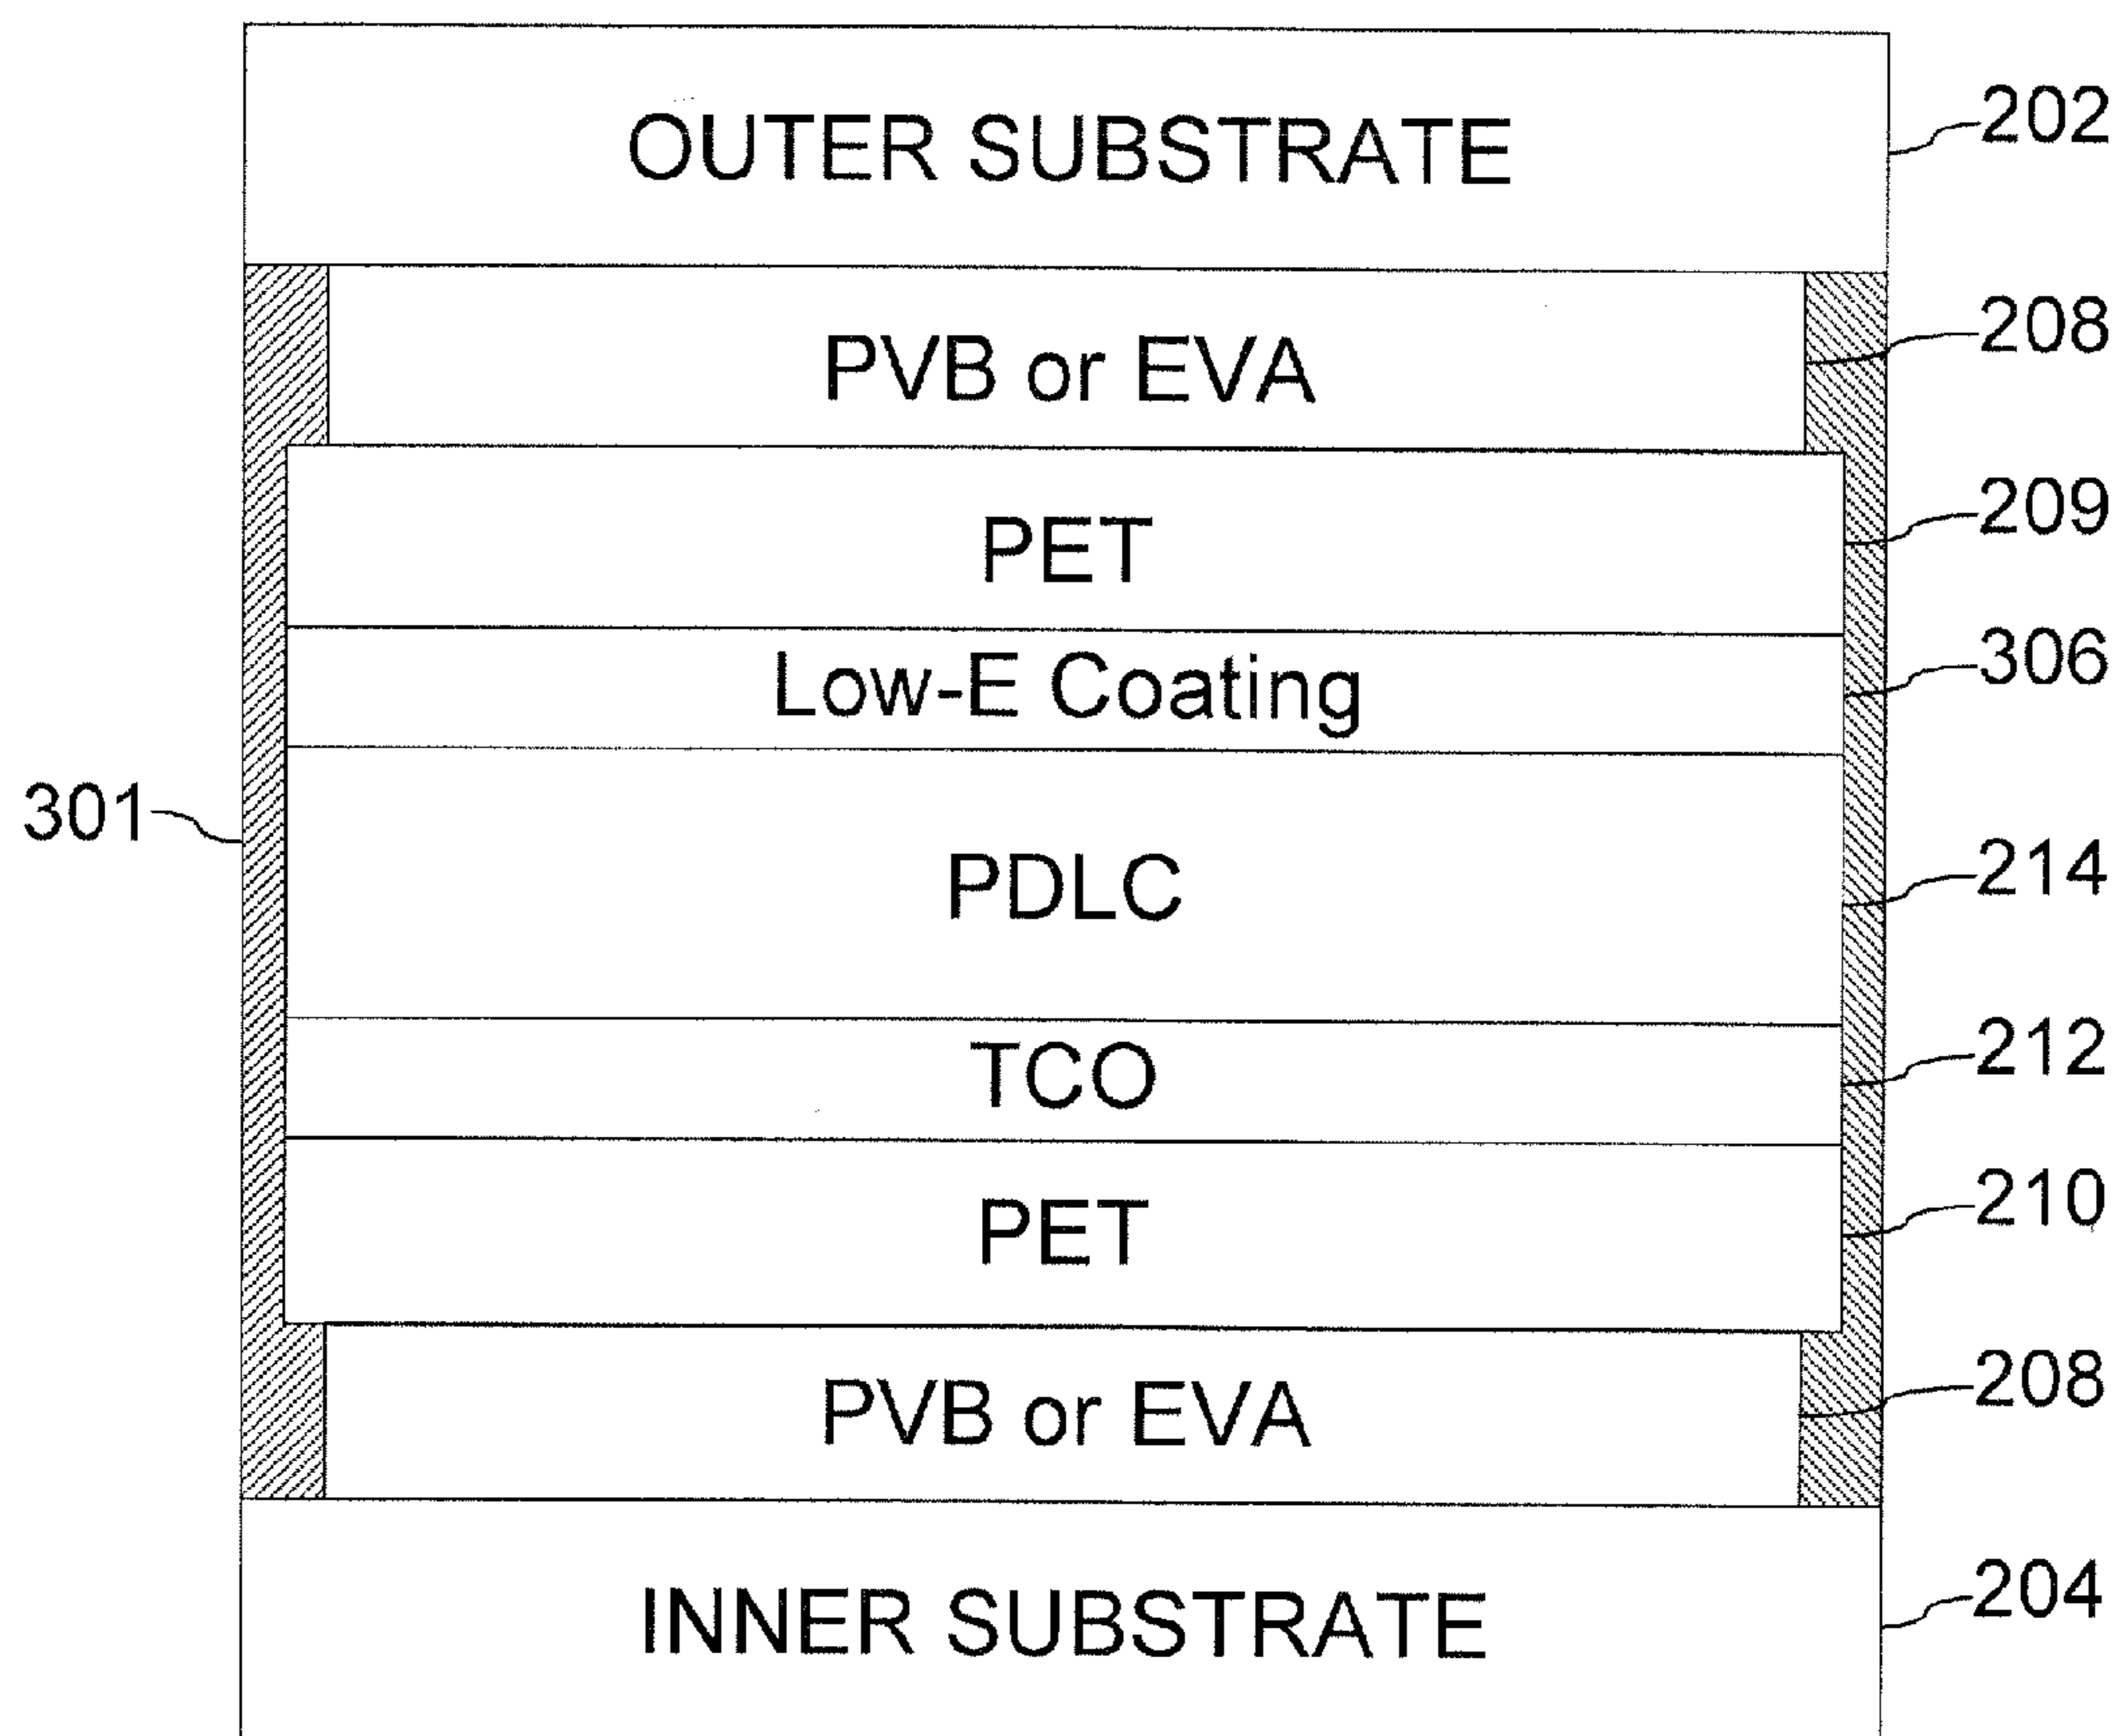 OUTER SUBSTRATE 202
PVB or EVA 208
PET 209
Low-E Coating 306
301 PDLC 214
TCO 212
PET 210
PVB or EVA 208
INNER SUBSTRATE 204